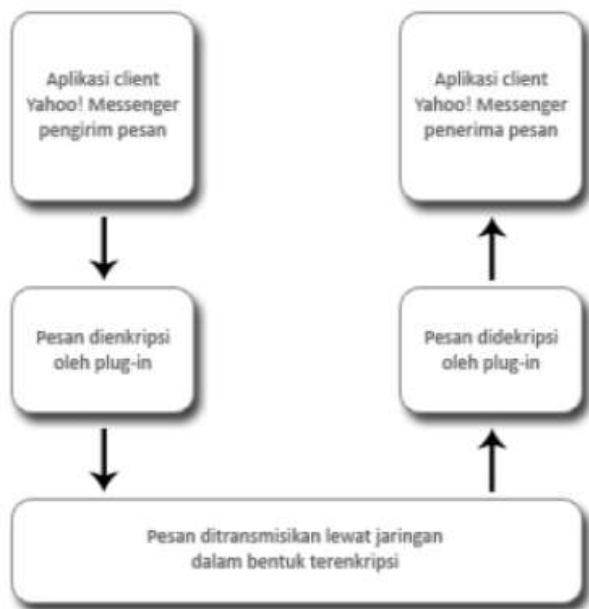 Aplikasi client
Yahoo! Messenger
pengirim pesan
Aplikasi client
Yahoo! Messenger
penerima pesan
Pesan dienkripsi
oleh plug-in
Pesan didekripsi
oleh plug-in
Pesan ditransmisikan lewat jaringan
dalam bentuk terenkripsi